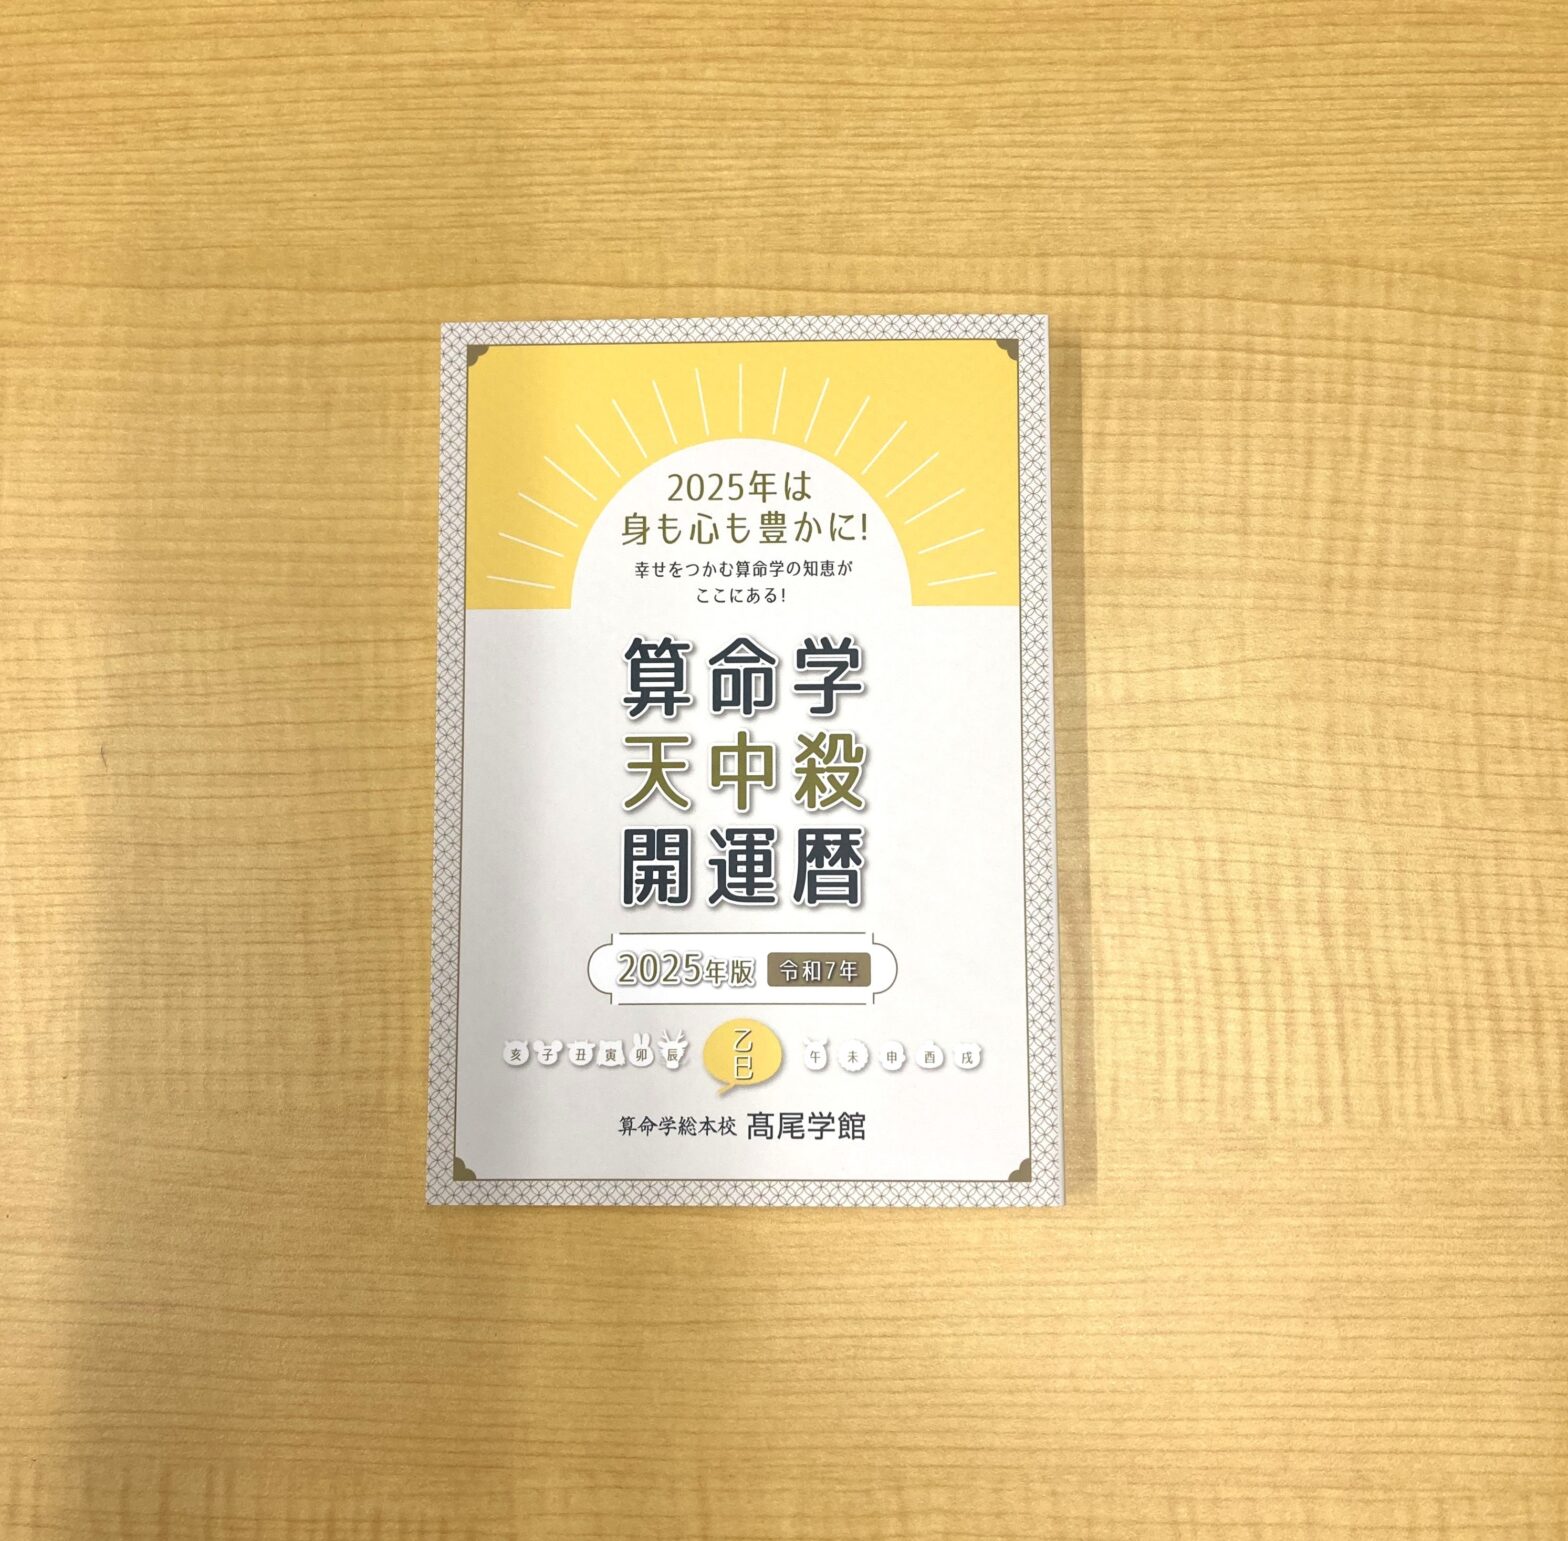 2025年は
身も心も豊かに!
幸せをつかむ算命学の知恵が
ここにある!
算命学
天中殺
開運暦
2025年版 令和7年
亥 子 丑 寅 卯 辰 乙巳 午 未 申 酉 戌
算命学総本校 髙尾学館